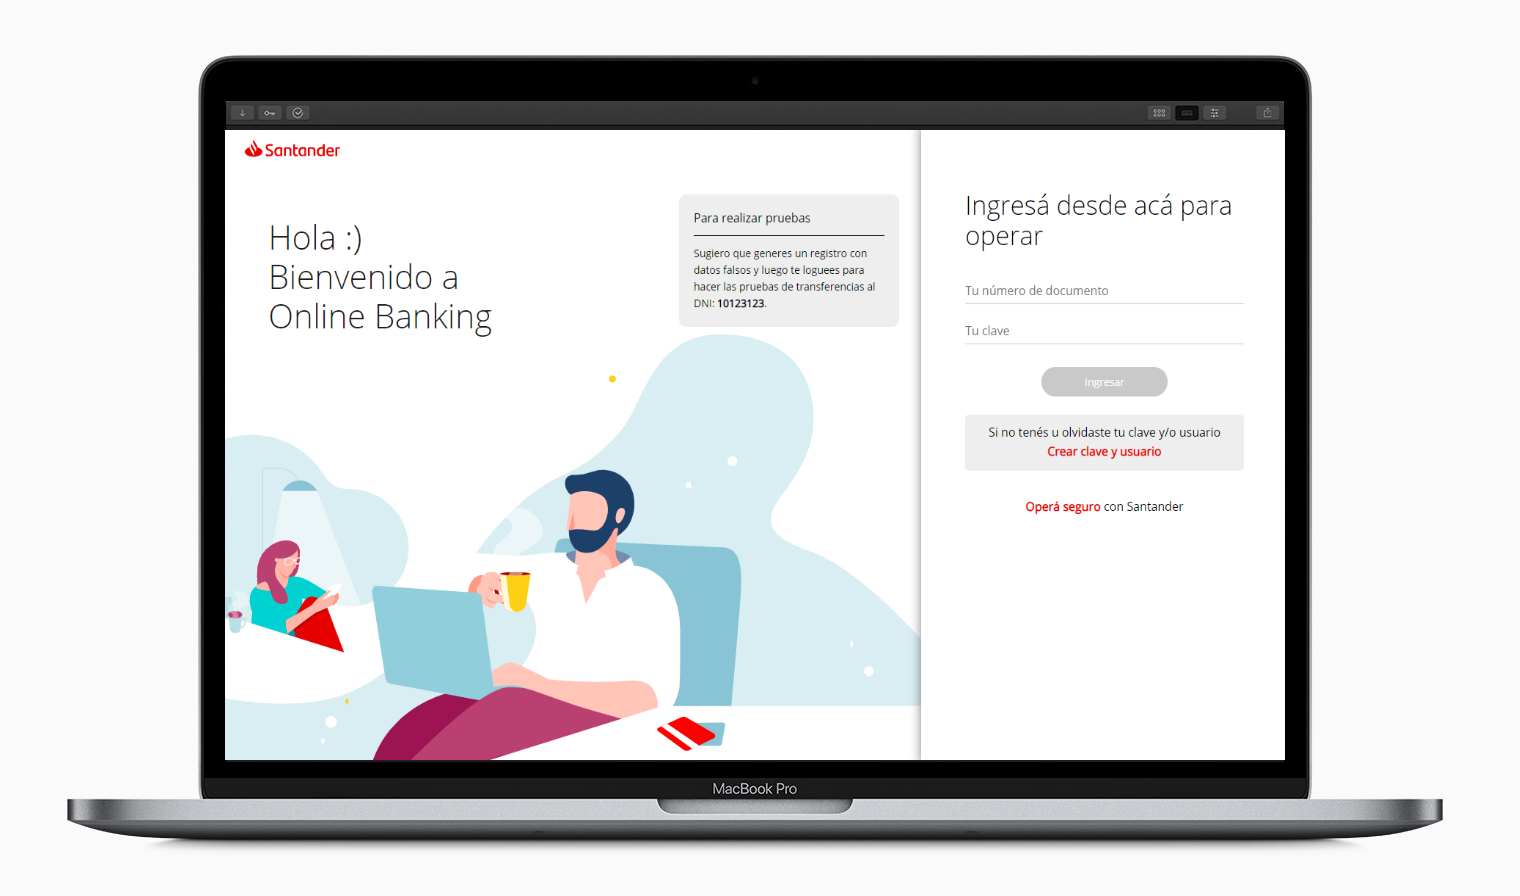 Santander
Hola :)
Bienvenido a
Online Banking
Para realizar pruebas
Sugiero que generes un registro con
datos falsos y luego te loguees para
hacer las pruebas de transferencias al
DNI: 10123123.
Ingresá desde acá para
operar
Tu número de documento
Tu clave
Ingresar
Si no tenés u olvidaste tu clave y/o usuario
Crear clave y usuario
Operá seguro con Santander
MacBook Pro